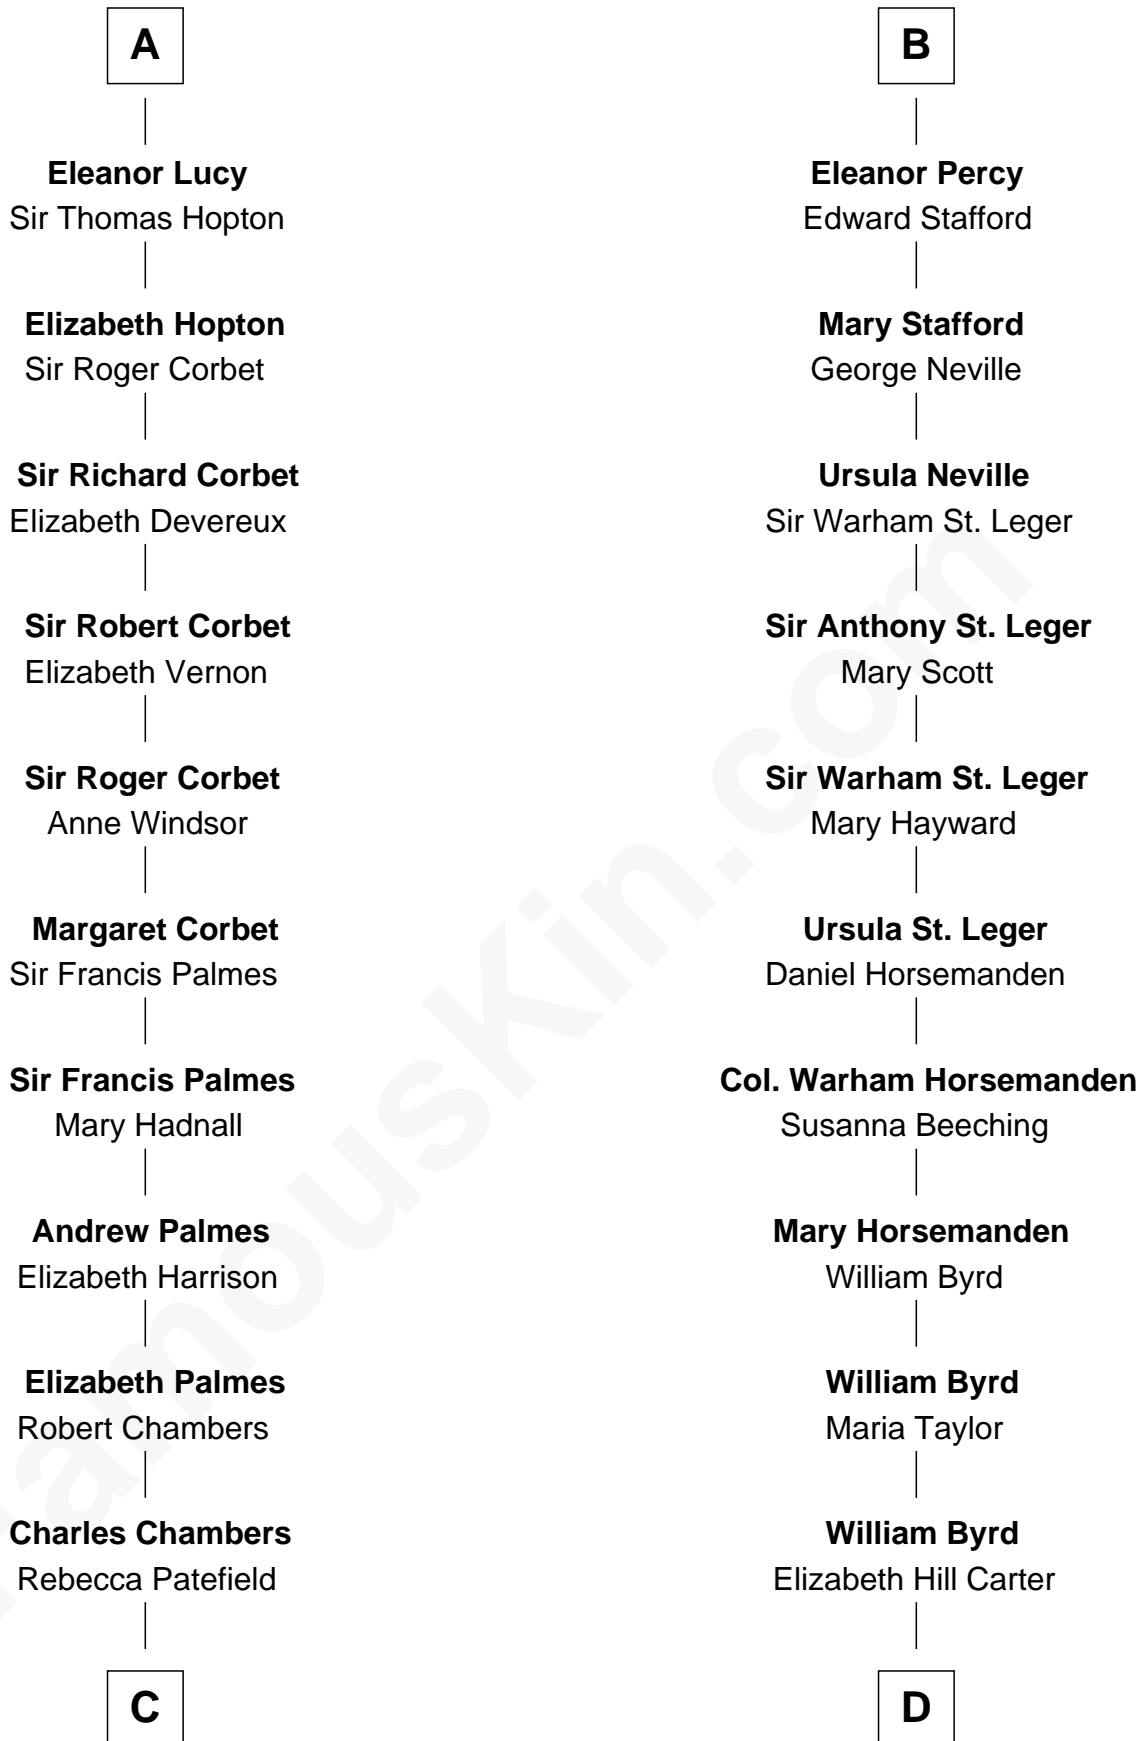 A
Eleanor Lucy
Sir Thomas Hopton
Elizabeth Hopton
Sir Roger Corbet
Sir Richard Corbet
Elizabeth Devereux
Sir Robert Corbet
Elizabeth Vernon
Sir Roger Corbet
Anne Windsor
Margaret Corbet
Sir Francis Palmes
Sir Francis Palmes
Mary Hadnall
Andrew Palmes
Elizabeth Harrison
Elizabeth Palmes
Robert Chambers
Charles Chambers
Rebecca Patefield
C
B
Eleanor Percy
Edward Stafford
Mary Stafford
George Neville
Ursula Neville
Sir Warham St. Leger
Sir Anthony St. Leger
Mary Scott
Sir Warham St. Leger
Mary Hayward
Ursula St. Leger
Daniel Horsemanden
Col. Warham Horsemanden
Susanna Beeching
Mary Horsemanden
William Byrd
William Byrd
Maria Taylor
William Byrd
Elizabeth Hill Carter
D
FamousKin.com